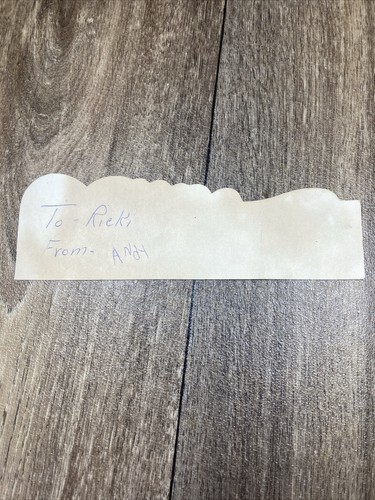 To - Ricki
From - Andy